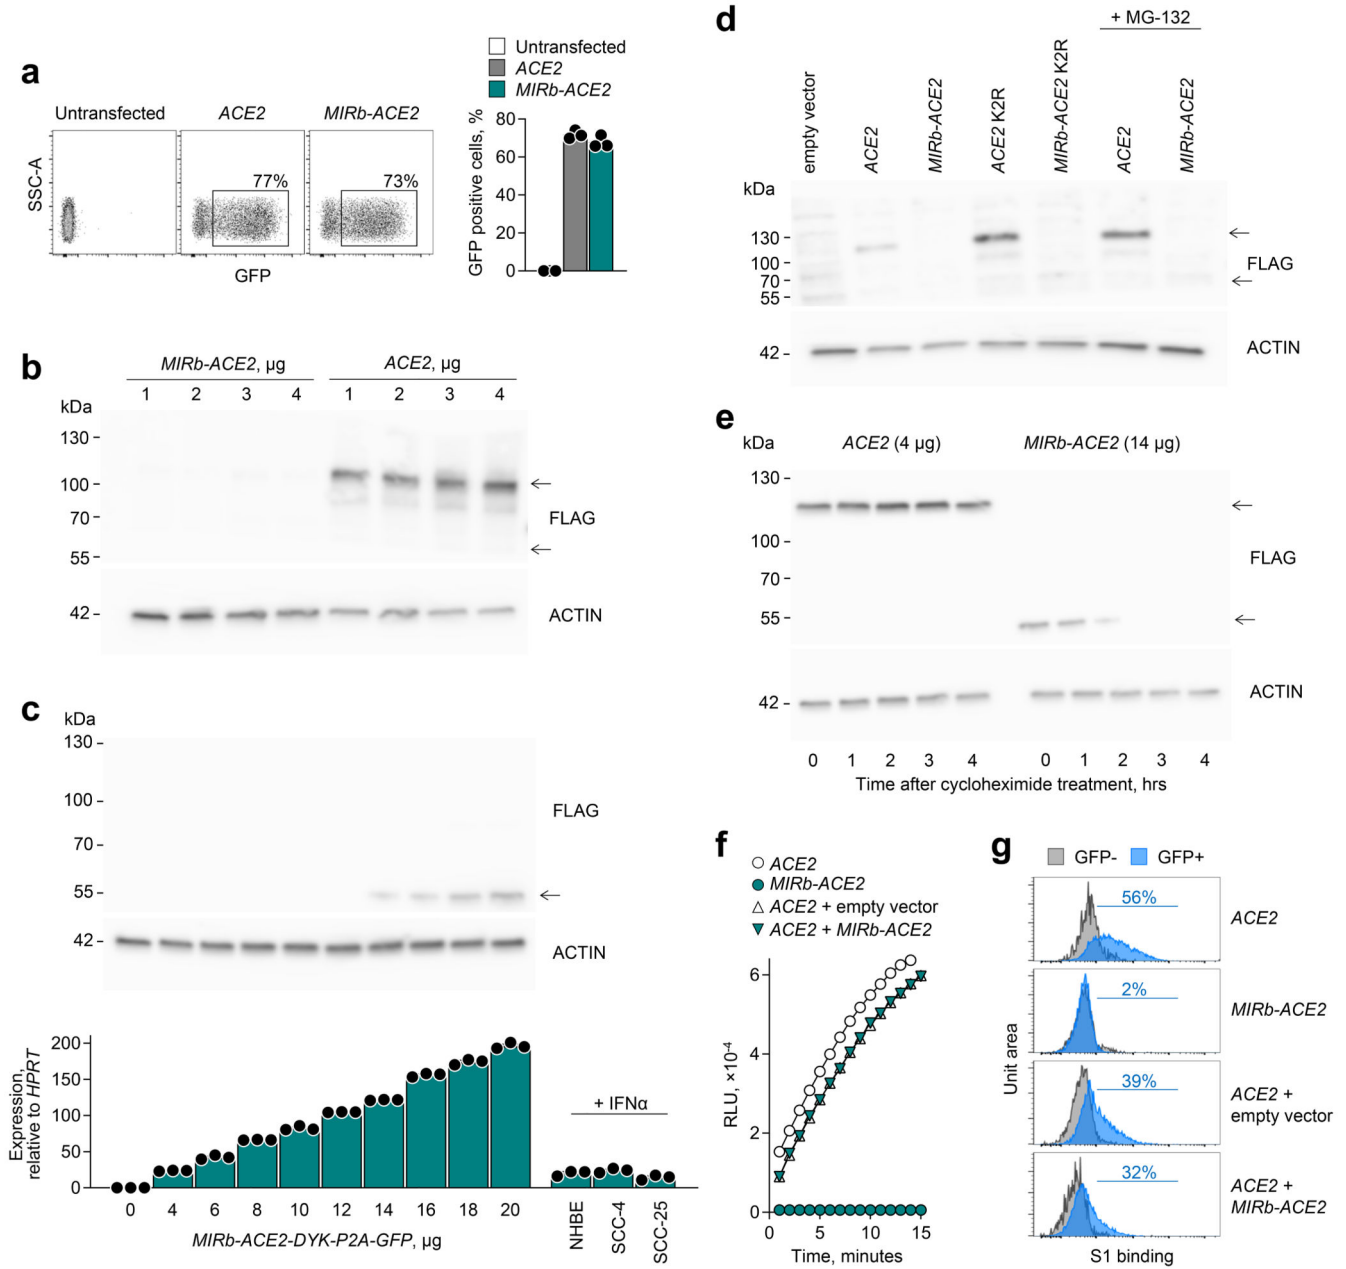 a
Untransfected
ACE2
MIRb-ACE2
Untransfected
ACE2
MIRb-ACE2
77%
73%
SSC-A
GFP
GFP positive cells, %
80
60
40
20
0
b
MIRb-ACE2, µg
ACE2, µg
1 2 3 4 1 2 3 4
kDa
130
100
70
55
42
FLAG
ACTIN
c
kDa
130
100
70
55
42
FLAG
ACTIN
Expression,
relative to HPRT
200
150
100
50
0
+ IFNα
0 4 6 8 10 12 14 16 18 20
NHBE
SCC-4
SCC-25
MIRb-ACE2-DYK-P2A-GFP, µg
d
+ MG-132
empty vector
ACE2
MIRb-ACE2
ACE2 K2R
MIRb-ACE2 K2R
ACE2
MIRb-ACE2
kDa
130
100
70
55
42
FLAG
ACTIN
e
kDa
ACE2 (4 µg)
MIRb-ACE2 (14 µg)
130
100
70
55
42
FLAG
ACTIN
0 1 2 3 4 0 1 2 3 4
Time after cycloheximide treatment, hrs
f
ACE2
MIRb-ACE2
ACE2 + empty vector
ACE2 + MIRb-ACE2
RLU, ×10-4
6
4
2
0
0 5 10 15
Time, minutes
g
GFP- GFP+
56%
ACE2
2%
MIRb-ACE2
39%
ACE2 +
empty vector
32%
ACE2 +
MIRb-ACE2
Unit area
S1 binding